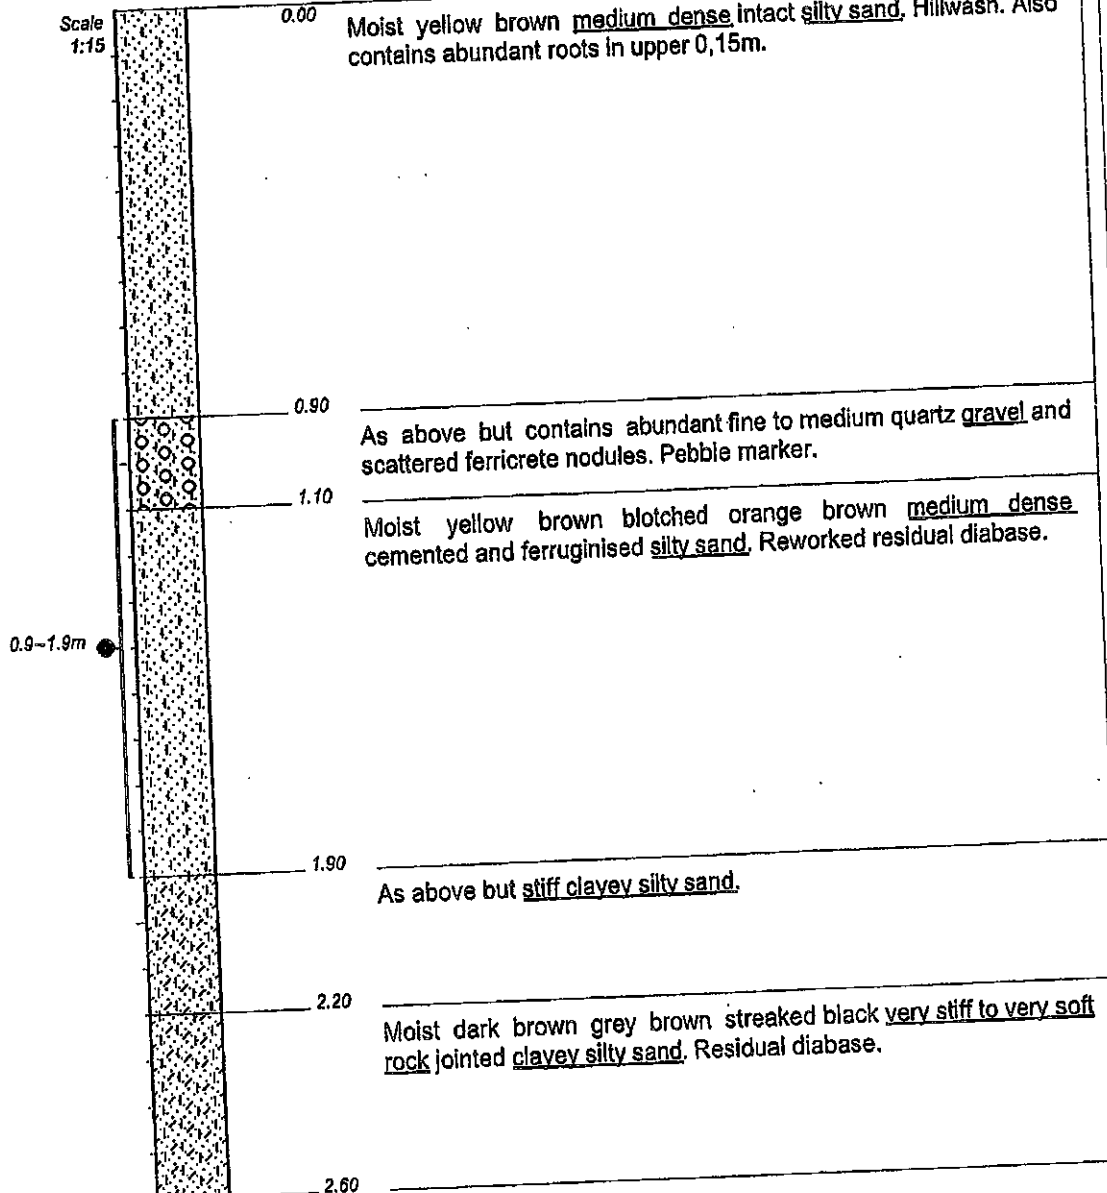 Scale
1:15
0.00
Moist yellow brown medium dense intact silty sand. Hillwash. Also
contains abundant roots in upper 0,15m.
0.90
As above but contains abundant fine to medium quartz gravel and
scattered ferricrete nodules. Pebble marker.
1.10
Moist yellow brown blotched orange brown medium dense
cemented and ferruginised silty sand. Reworked residual diabase.
0.9-1.9m
1.90
As above but stiff clayey silty sand.
2.20
Moist dark brown grey brown streaked black very stiff to very soft
rock jointed clayey silty sand. Residual diabase.
2.60